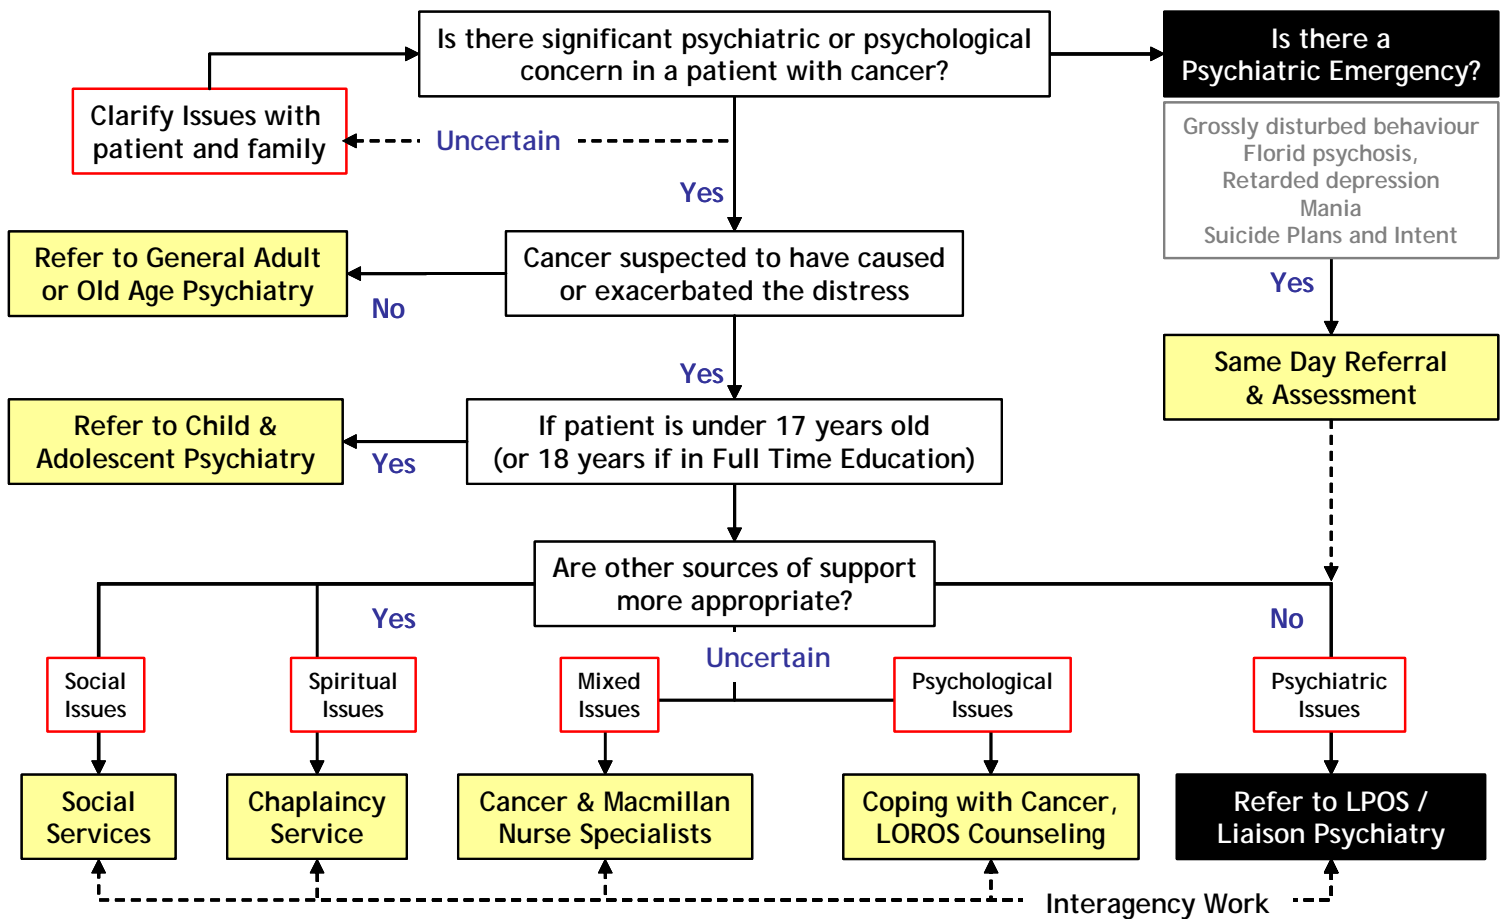 Is there significant psychiatric or psychological
concern in a patient with cancer?
Is there a
Psychiatric Emergency?
Clarify Issues with
patient and family
Uncertain
Grossly disturbed behaviour
Florid psychosis,
Retarded depression
Mania
Suicide Plans and Intent
Yes
Refer to General Adult
or Old Age Psychiatry
No
Cancer suspected to have caused
or exacerbated the distress
Yes
Yes
Same Day Referral
& Assessment
Refer to Child &
Adolescent Psychiatry
Yes
If patient is under 17 years old
(or 18 years if in Full Time Education)
Are other sources of support
more appropriate?
Yes
Uncertain
No
Social
Issues
Spiritual
Issues
Mixed
Issues
Psychological
Issues
Psychiatric
Issues
Social
Services
Chaplaincy
Service
Cancer & Macmillan
Nurse Specialists
Coping with Cancer,
LOROS Counseling
Refer to LPOS /
Liaison Psychiatry
Interagency Work